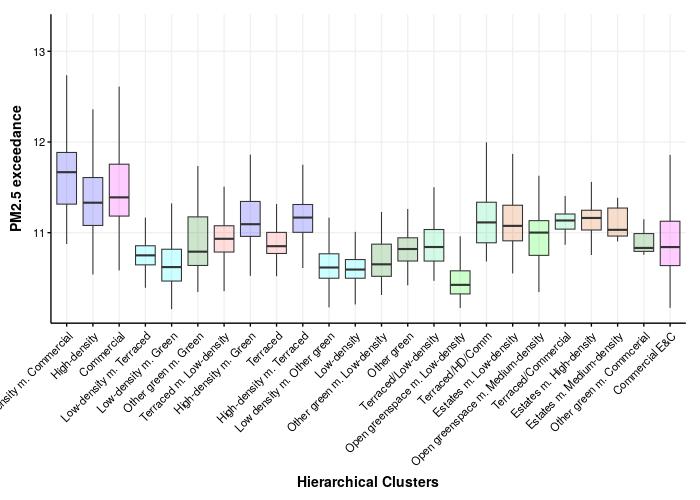 PM2.5 exceedance
13
12
11
m. Commercial
High-density
Commercial
Low-density m. Terraced
Low-density m. Green
Other green m. Green
Terraced m. Low-density
High-density m. Green
Terraced
High-density m. Terraced
Low density m. Other green
Low-density
Other green m. Low-density
Other green
Terraced/Low-density
Open greenspace m. Low-density
Terraced/HD/Comm
Estates m. Low-density
Open greenspace m. Medium-density
Terraced/Commercial
Estates m. High-density
Estates m. Medium-density
Other green m. Commcerial
Commercial E&C
Hierarchical Clusters